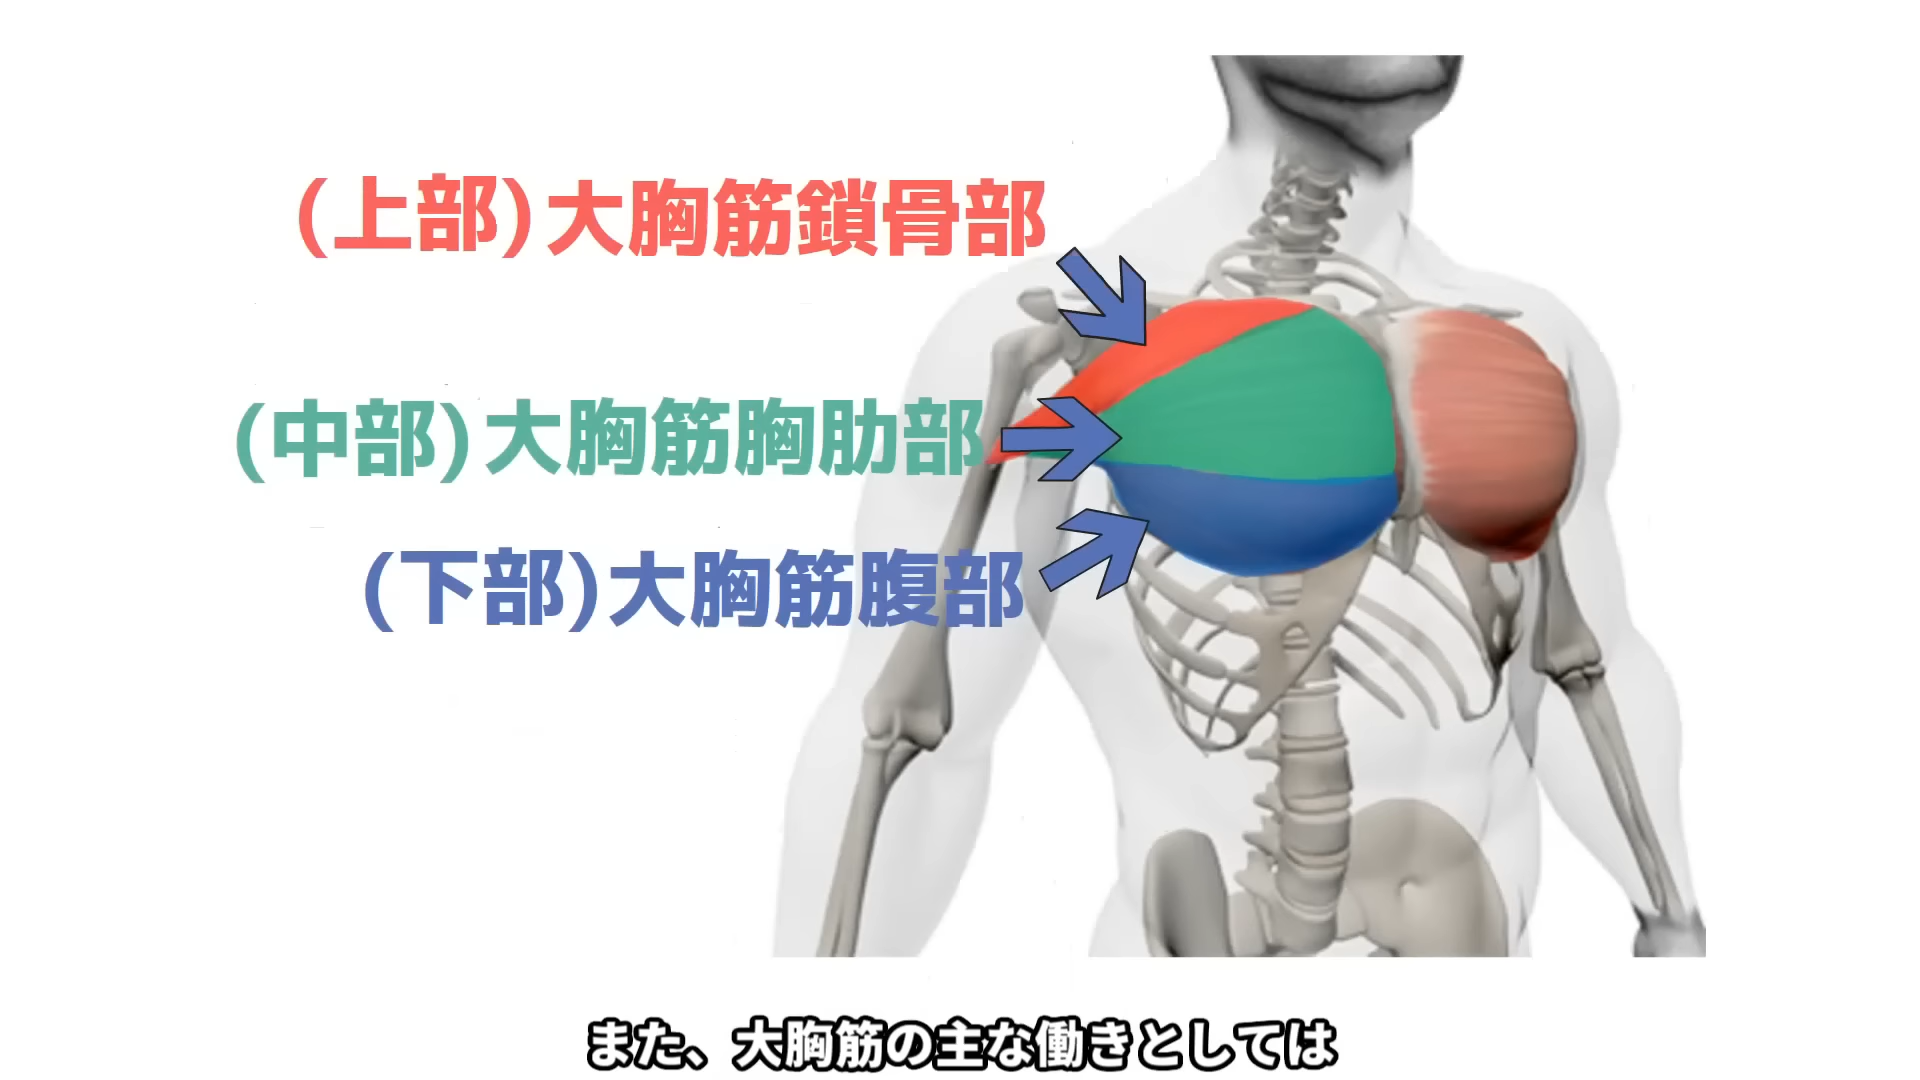 (上部)大胸筋鎖骨部
(中部)大胸筋胸肋部
(下部)大胸筋腹部
また、大胸筋の主な働きとしては